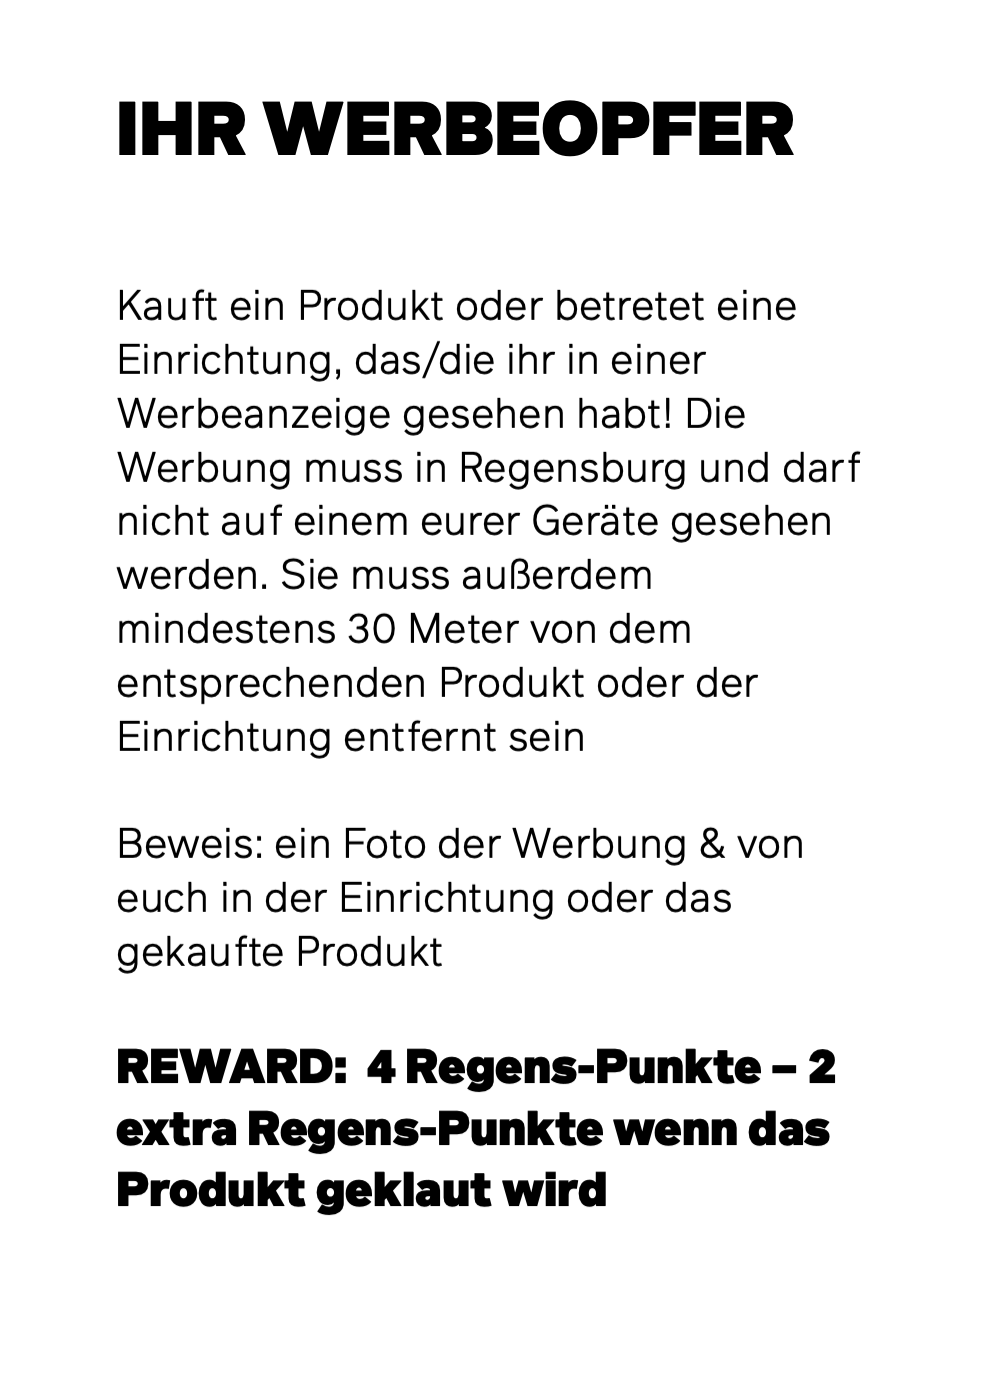 IHR WERBEOPFER
Kauft ein Produkt oder betretet eine
Einrichtung, das/die ihr in einer
Werbeanzeige gesehen habt! Die
Werbung muss in Regensburg und darf
nicht auf einem eurer Geräte gesehen
werden. Sie muss außerdem
mindestens 30 Meter von dem
entsprechenden Produkt oder der
Einrichtung entfernt sein
Beweis: ein Foto der Werbung & von
euch in der Einrichtung oder das
gekaufte Produkt
REWARD: 4 Regens-Punkte – 2
extra Regens-Punkte wenn das
Produkt geklaut wird